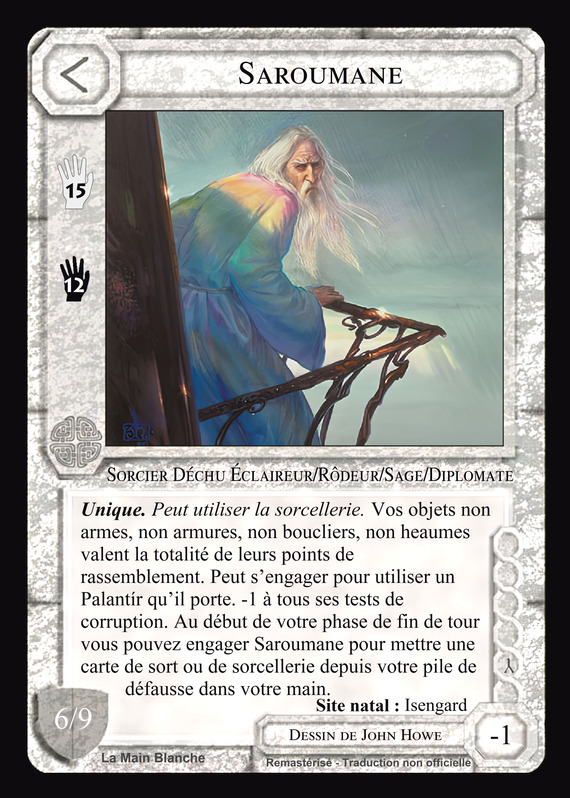 Saroumane
15
12
Sorcier Déchu Éclaireur/Rôdeur/Sage/Diplomate
Unique. Peut utiliser la sorcellerie. Vos objets non
armes, non armures, non boucliers, non heaumes
valent la totalité de leurs points de
rassemblement. Peut s'engager pour utiliser un
Palantír qu'il porte. -1 à tous ses tests de
corruption. Au début de votre phase de fin de tour
vous pouvez engager Saroumane pour mettre une
carte de sort ou de sorcellerie depuis votre pile de
défausse dans votre main.
Site natal : Isengard
6/9
Dessin de John Howe
-1
La Main Blanche
Remastérisé - Traduction non officielle